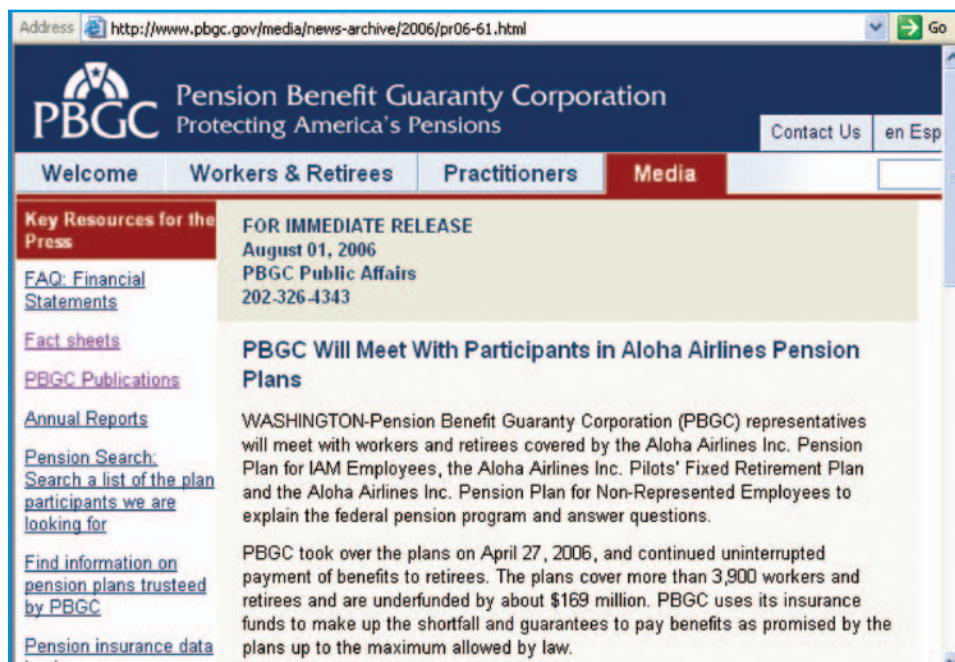 Address http://www.pbgc.gov/media/news-archive/2006/pr06-61.html Go
PBGC Pension Benefit Guaranty Corporation
Protecting America's Pensions
Contact Us en Esp
Welcome Workers & Retirees Practitioners Media
Key Resources for the
Press
FAQ: Financial
Statements
Fact sheets
PBGC Publications
Annual Reports
Pension Search:
Search a list of the plan
participants we are
looking for
Find information on
pension plans trusteed
by PBGC
Pension insurance data
FOR IMMEDIATE RELEASE
August 01, 2006
PBGC Public Affairs
202-326-4343
PBGC Will Meet With Participants in Aloha Airlines Pension
Plans
WASHINGTON-Pension Benefit Guaranty Corporation (PBGC) representatives
will meet with workers and retirees covered by the Aloha Airlines Inc. Pension
Plan for IAM Employees, the Aloha Airlines Inc. Pilots' Fixed Retirement Plan
and the Aloha Airlines Inc. Pension Plan for Non-Represented Employees to
explain the federal pension program and answer questions.
PBGC took over the plans on April 27, 2006, and continued uninterrupted
payment of benefits to retirees. The plans cover more than 3,900 workers and
retirees and are underfunded by about $169 million. PBGC uses its insurance
funds to make up the shortfall and guarantees to pay benefits as promised by the
plans up to the maximum allowed by law.